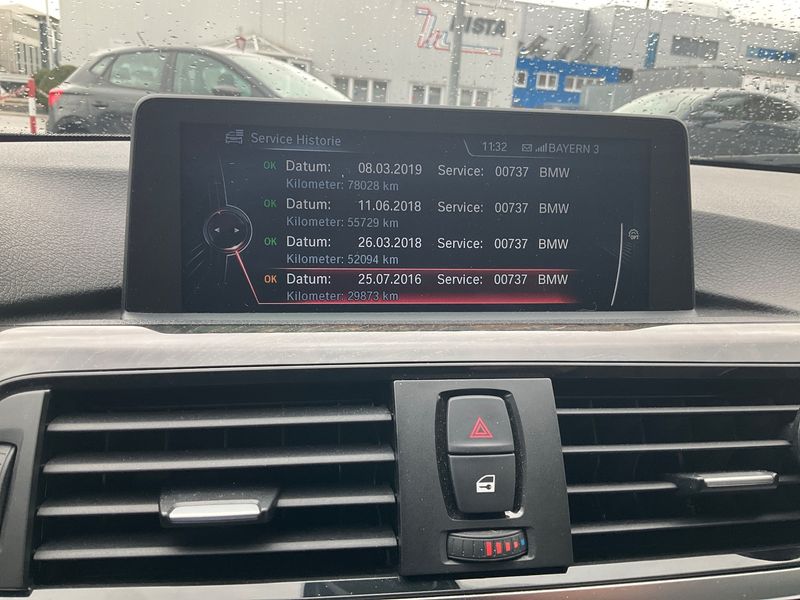 LISTA
Service Historie
11:32 BAYERN 3
OK Datum: 08.03.2019 Service: 00737 BMW
Kilometer: 78028 km
OK Datum: 11.06.2018 Service: 00737 BMW
Kilometer: 55729 km
OK Datum: 26.03.2018 Service: 00737 BMW
Kilometer: 52094 km
OK Datum: 25.07.2016 Service: 00737 BMW
Kilometer: 29873 km